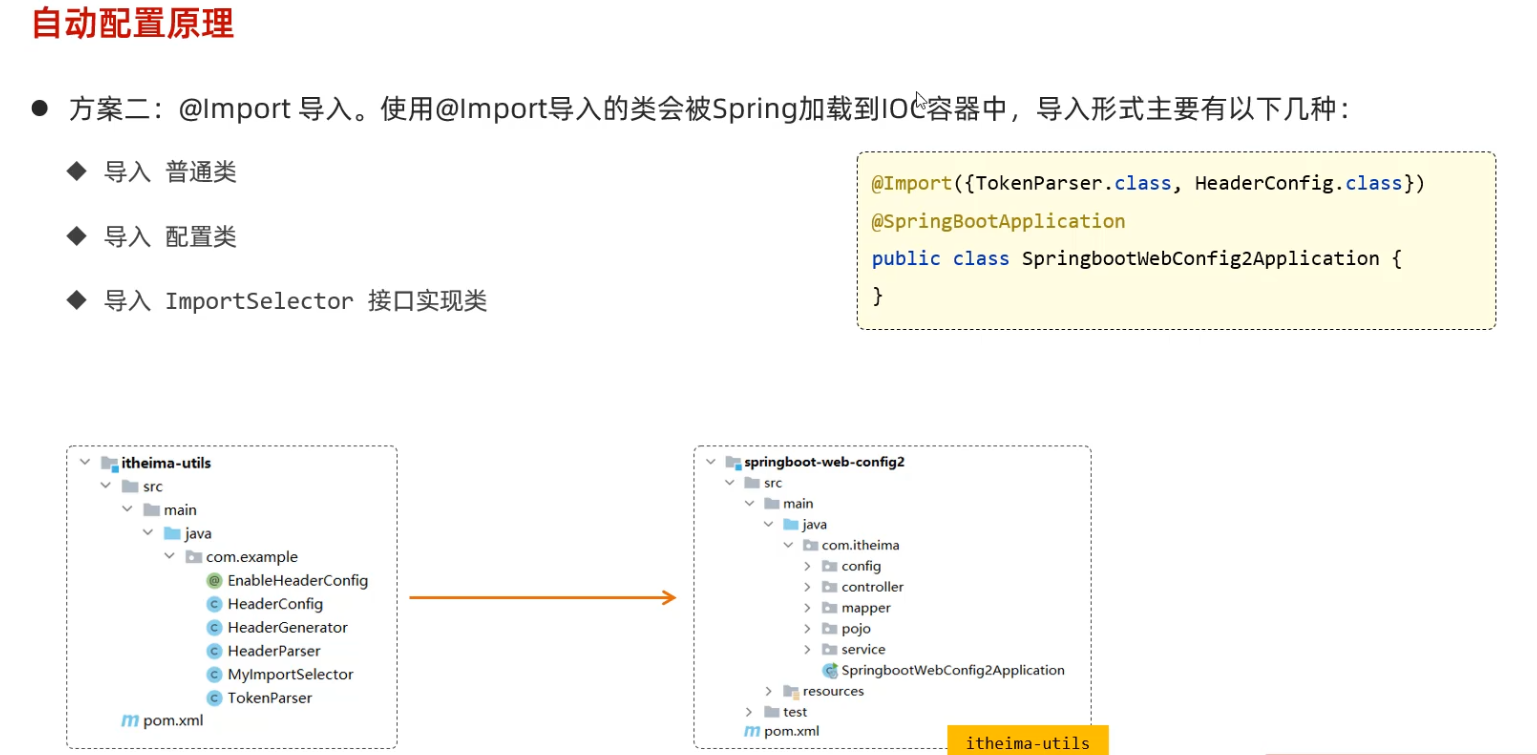 自动配置原理
方案二：@Import 导入。使用@Import导入的类会被Spring加载到IOC容器中，导入形式主要有以下几种：
导入 普通类
导入 配置类
导入 ImportSelector 接口实现类
@Import({TokenParser.class, HeaderConfig.class})
@SpringBootApplication
public class SpringbootWebConfig2Application {
}
itheima-utils
src
main
java
com.example
EnableHeaderConfig
HeaderConfig
HeaderGenerator
HeaderParser
MyImportSelector
TokenParser
pom.xml
springboot-web-config2
src
main
java
com.itheima
config
controller
mapper
pojo
service
SpringbootWebConfig2Application
resources
test
pom.xml
itheima-utils